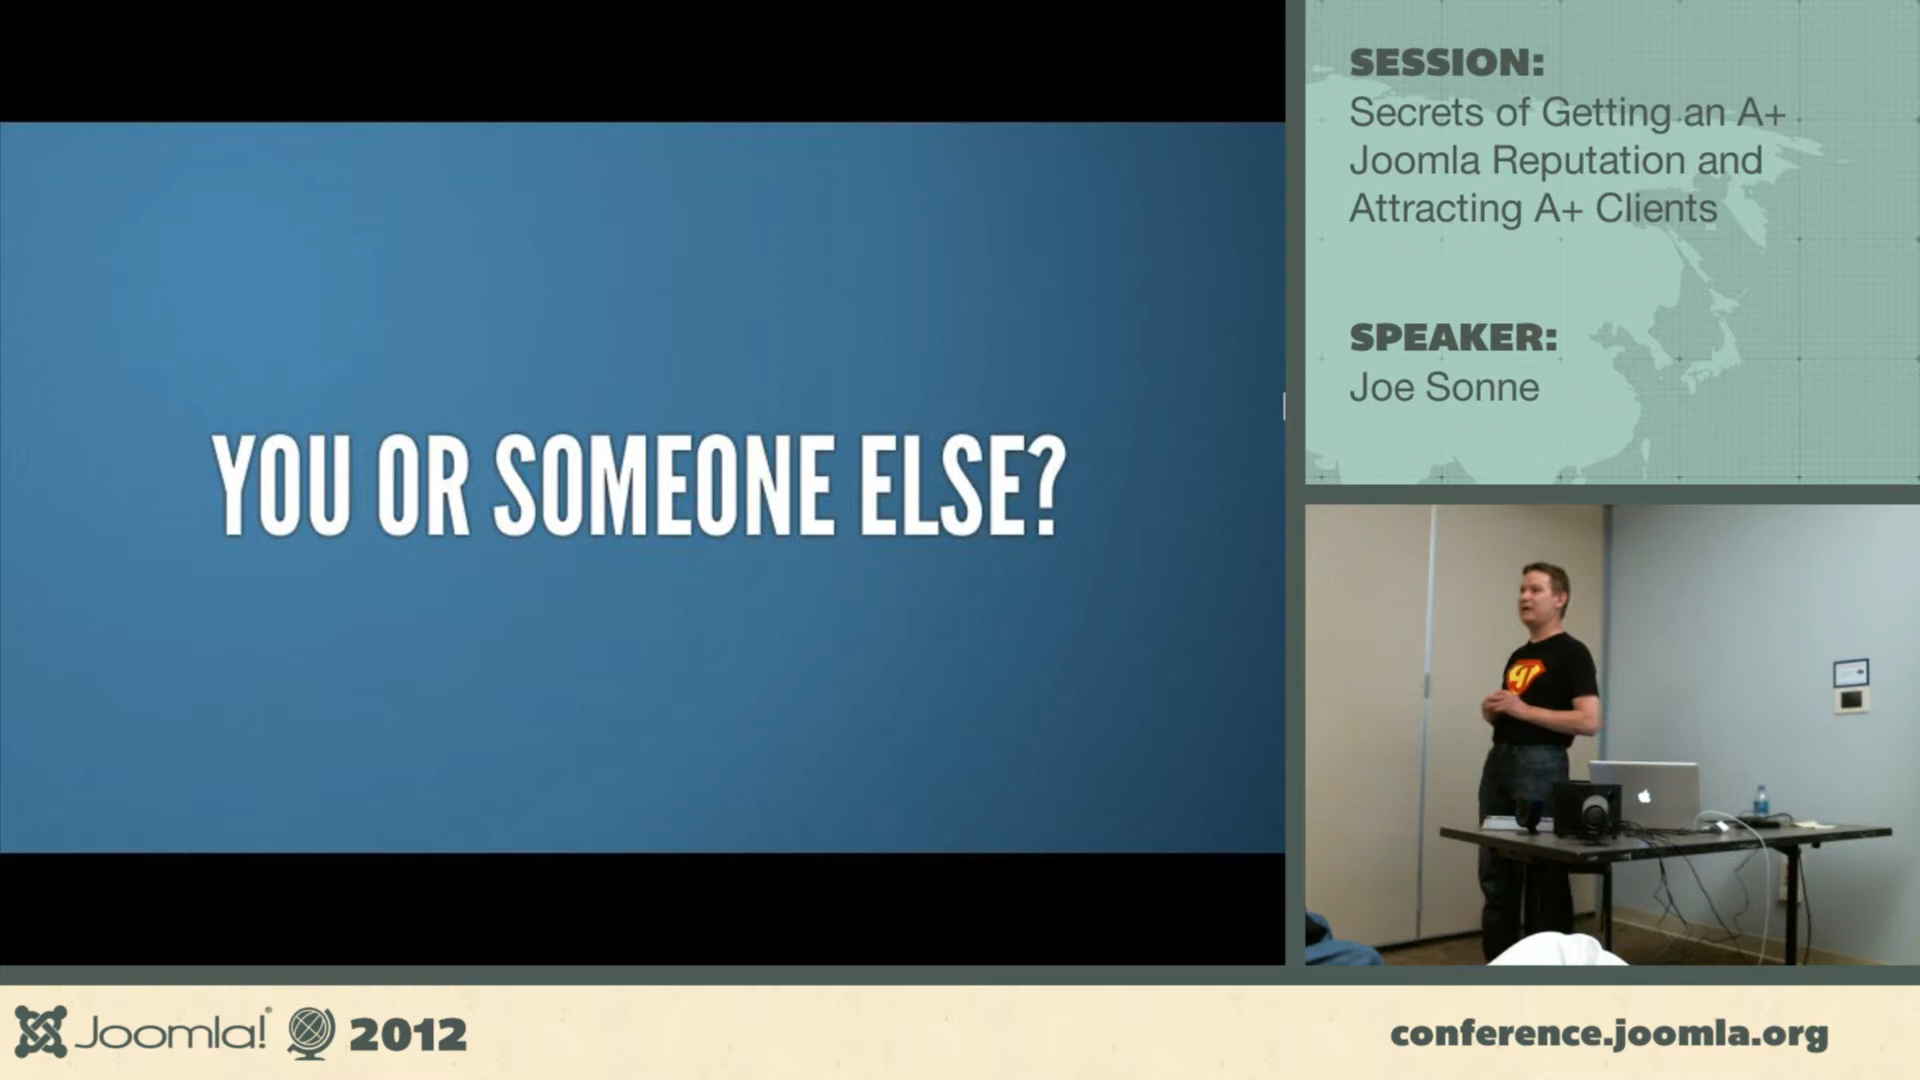 YOU OR SOMEONE ELSE?
SESSION:
Secrets of Getting an A+
Joomla Reputation and
Attracting A+ Clients
SPEAKER:
Joe Sonne
Joomla!® 2012
conference.joomla.org